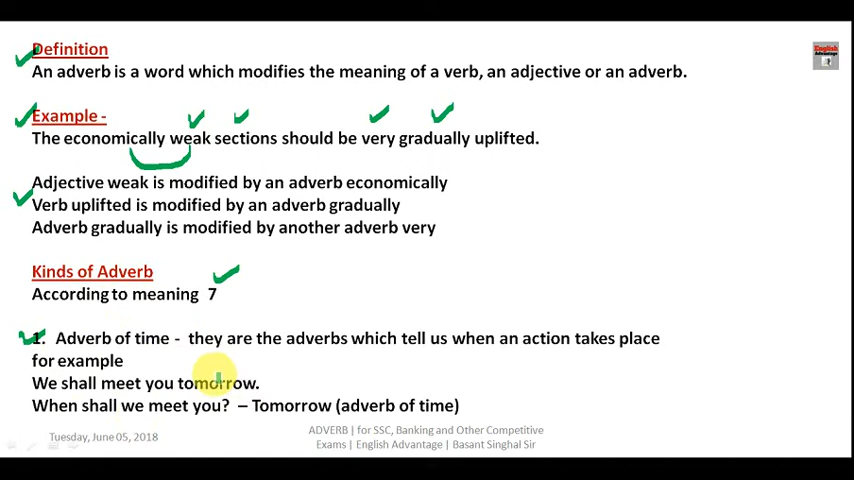 Definition
An adverb is a word which modifies the meaning of a verb, an adjective or an adverb.
English
Advantage
Example -
The economically weak sections should be very gradually uplifted.
Adjective weak is modified by an adverb economically
Verb uplifted is modified by an adverb gradually
Adverb gradually is modified by another adverb very
Kinds of Adverb
According to meaning 7
1. Adverb of time - they are the adverbs which tell us when an action takes place
for example
We shall meet you tomorrow.
When shall we meet you? – Tomorrow (adverb of time)
Tuesday, June 05, 2018
ADVERB | for SSC, Banking and Other Competitive
Exams | English Advantage | Basant Singhal Sir